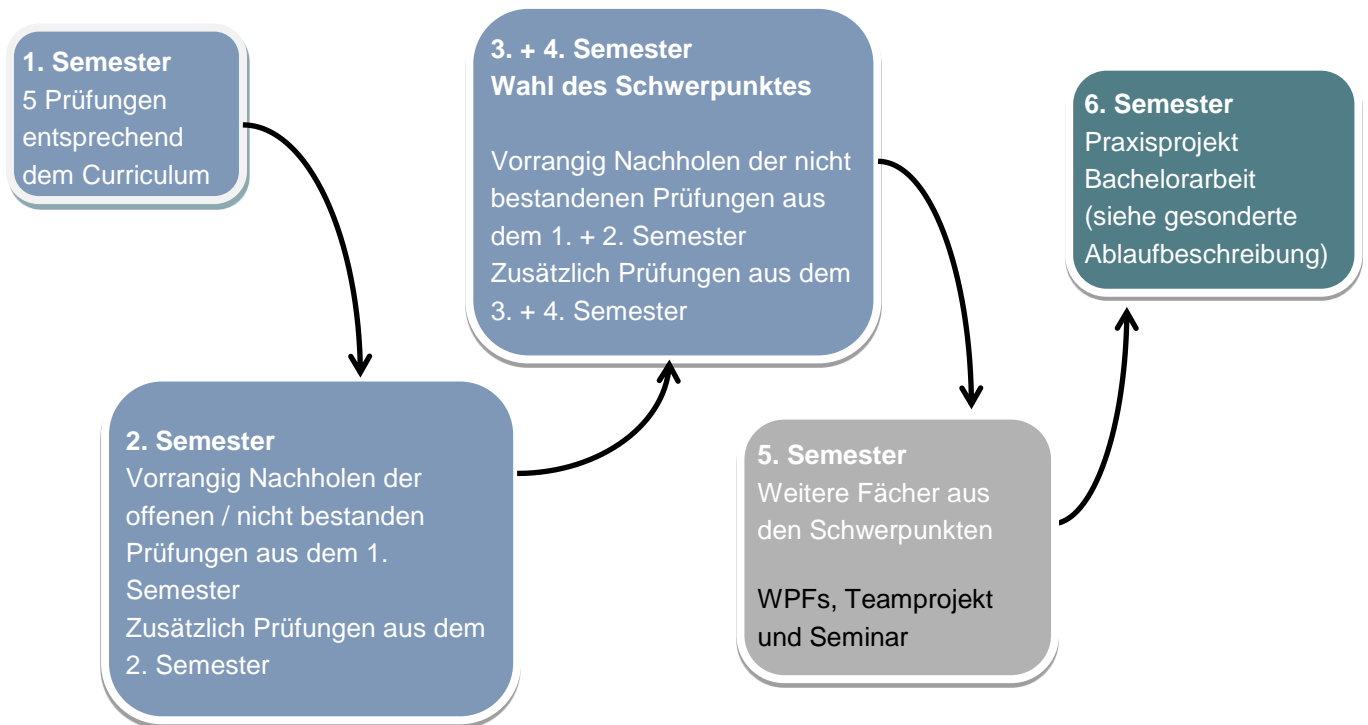 1. Semester
5 Prüfungen
entsprechend
dem Curriculum
2. Semester
Vorrangig Nachholen der
offenen / nicht bestanden
Prüfungen aus dem 1.
Semester
Zusätzlich Prüfungen aus dem
2. Semester
3. + 4. Semester
Wahl des Schwerpunktes
Vorrangig Nachholen der nicht
bestandenen Prüfungen aus
dem 1. + 2. Semester
Zusätzlich Prüfungen aus dem
3. + 4. Semester
5. Semester
Weitere Fächer aus
den Schwerpunkten
WPFs, Teamprojekt
und Seminar
6. Semester
Praxisprojekt
Bachelorarbeit
(siehe gesonderte
Ablaufbeschreibung)